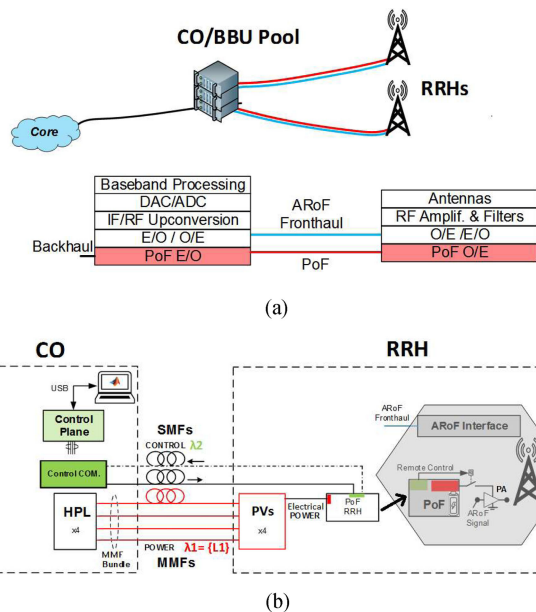 CO/BBU Pool
RRHs
Core
Baseband Processing
DAC/ADC
IF/RF Upconversion
E/O / O/E
PoF E/O
Backhaul
ARoF
Fronthaul
PoF
Antennas
RF Amplif. & Filters
O/E /E/O
PoF O/E
(a)
CO
RRH
USB
Control
Plane
Control COM.
SMFs
CONTROL λ2
HPL
x4
MMF
Bundle
POWER λ1= {L1}
MMFs
PVs
x4
Electrical
POWER
PoF
RRH
ARoF
Fronthaul
ARoF Interface
Remote Control
PoF
PA
ARoF
Signal
(b)